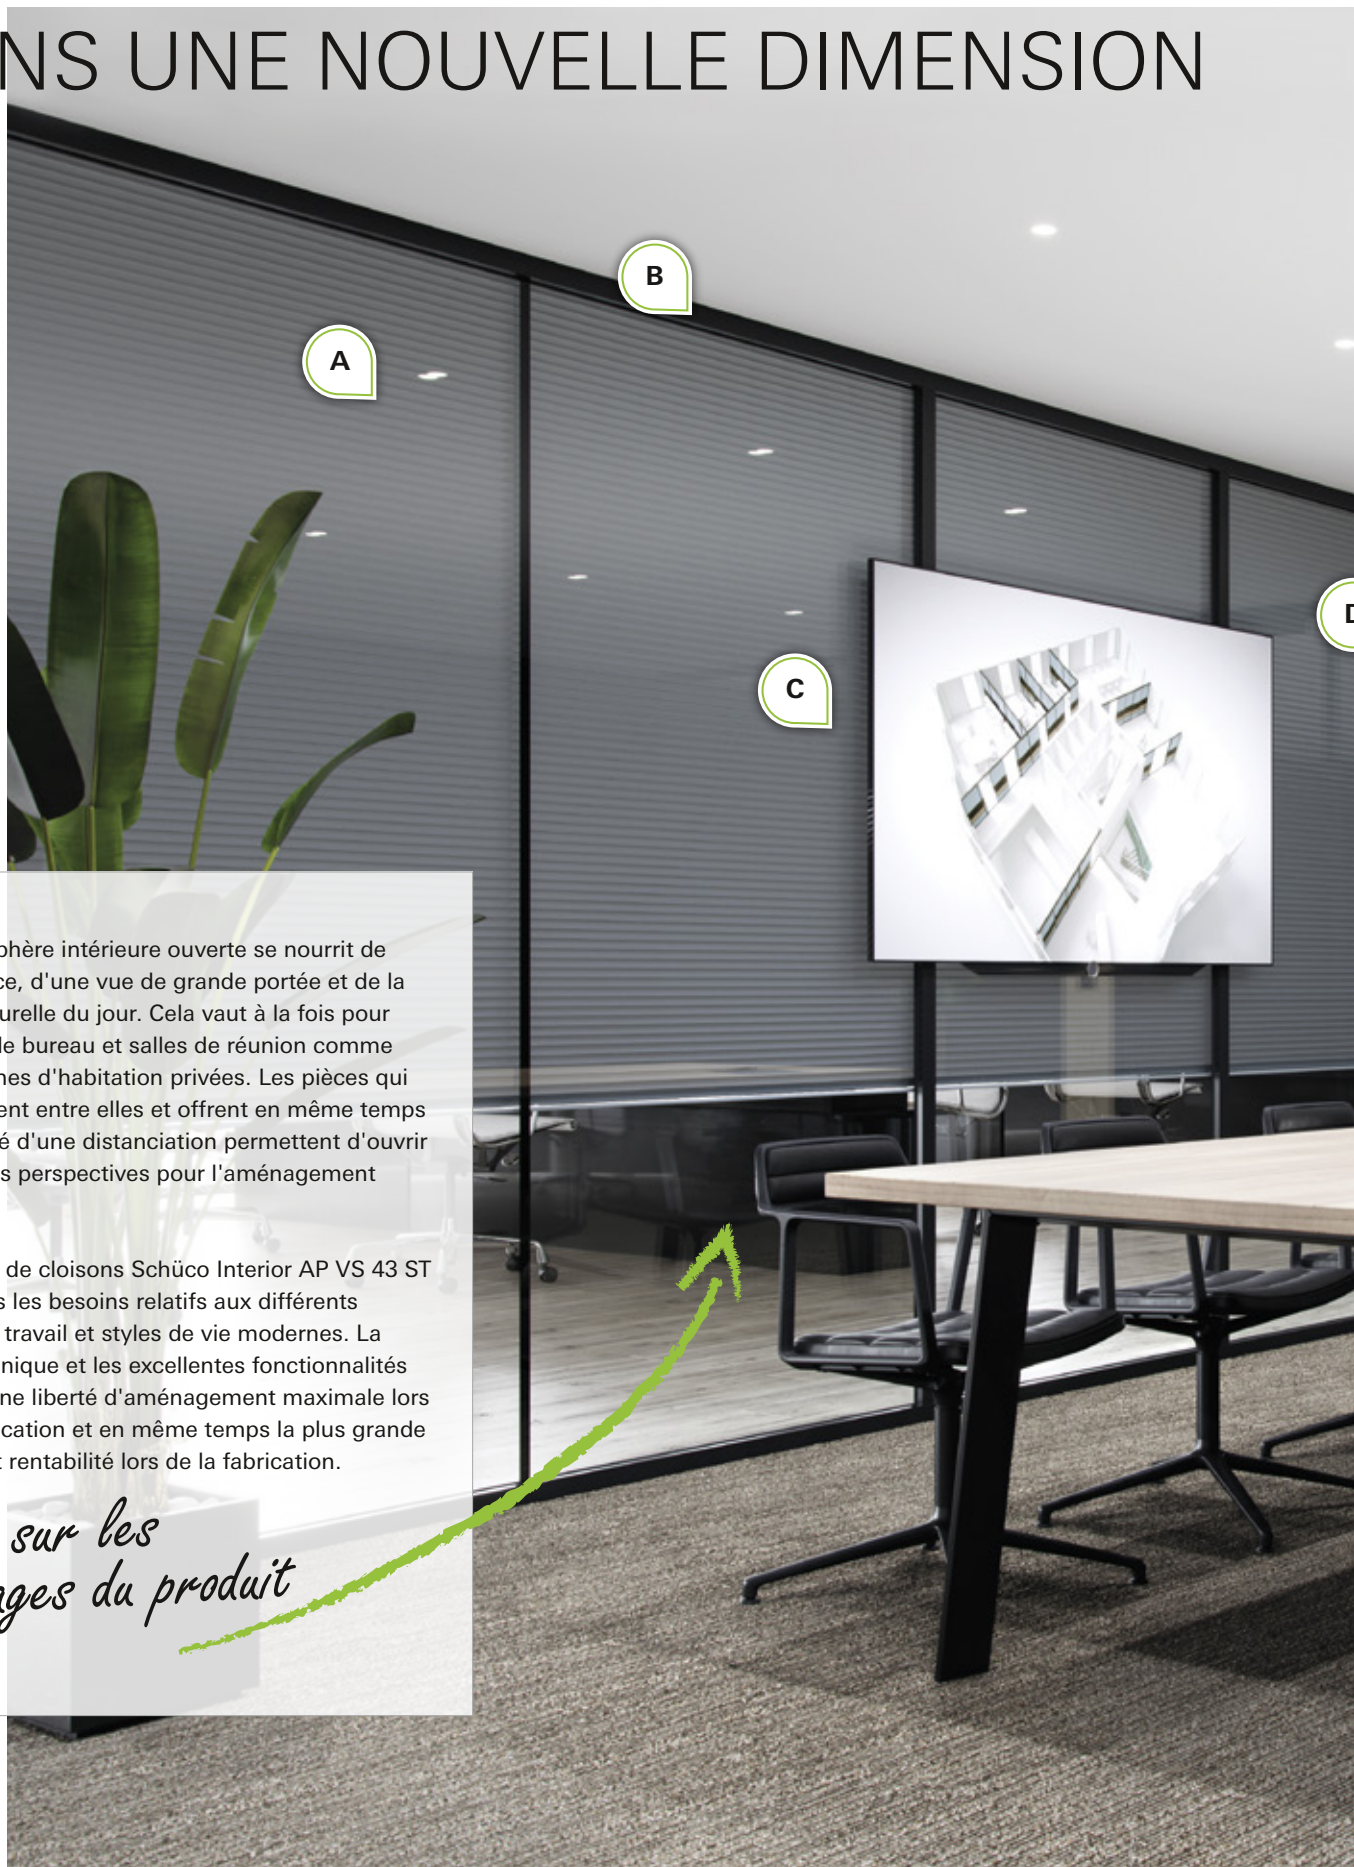 NS UNE NOUVELLE DIMENSION
B
A
D
C
phère intérieure ouverte se nourrit de
ce, d'une vue de grande portée et de la
urelle du jour. Cela vaut à la fois pour
de bureau et salles de réunion comme
nes d'habitation privées. Les pièces qui
ent entre elles et offrent en même temps
é d'une distanciation permettent d'ouvrir
s perspectives pour l'aménagement
de cloisons Schüco Interior AP VS 43 ST
s les besoins relatifs aux différents
travail et styles de vie modernes. La
nique et les excellentes fonctionnalités
ne liberté d'aménagement maximale lors
cation et en même temps la plus grande
t rentabilité lors de la fabrication.
sur les
ages du produit